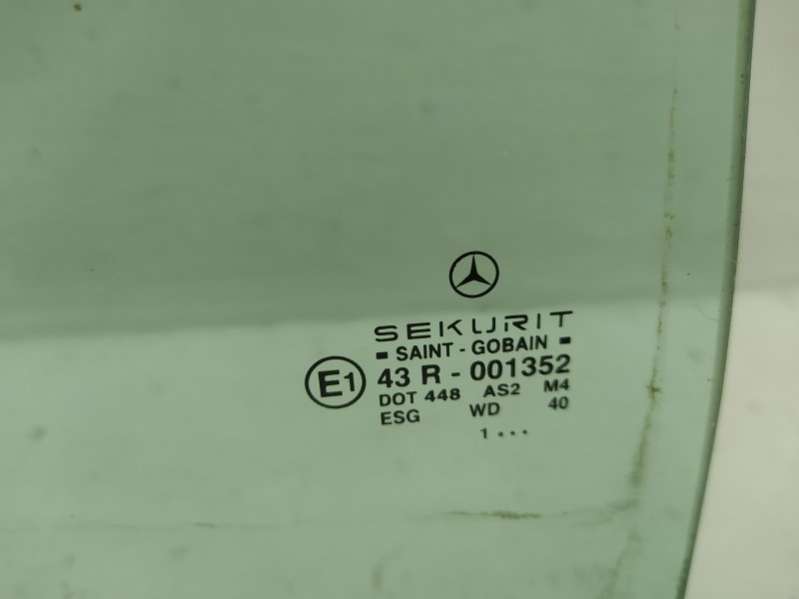 SEKURIT
SAINT - GOBAIN
E1 43 R - 001352
DOT 448 AS2 M4
ESG WD 40
1 ...